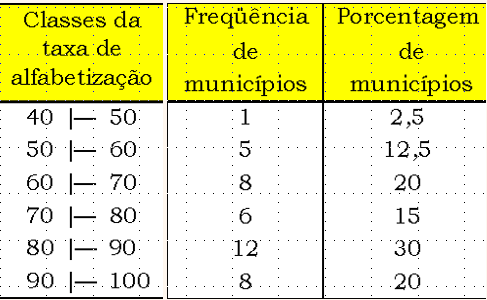 Classes da taxa de alfabetização | Freqüência de municípios | Porcentagem de municípios
40 |— 50 1 2,5
50 |— 60 5 12,5
60 |— 70 8 20
70 |— 80 6 15
80 |— 90 12 30
90 |— 100 8 20